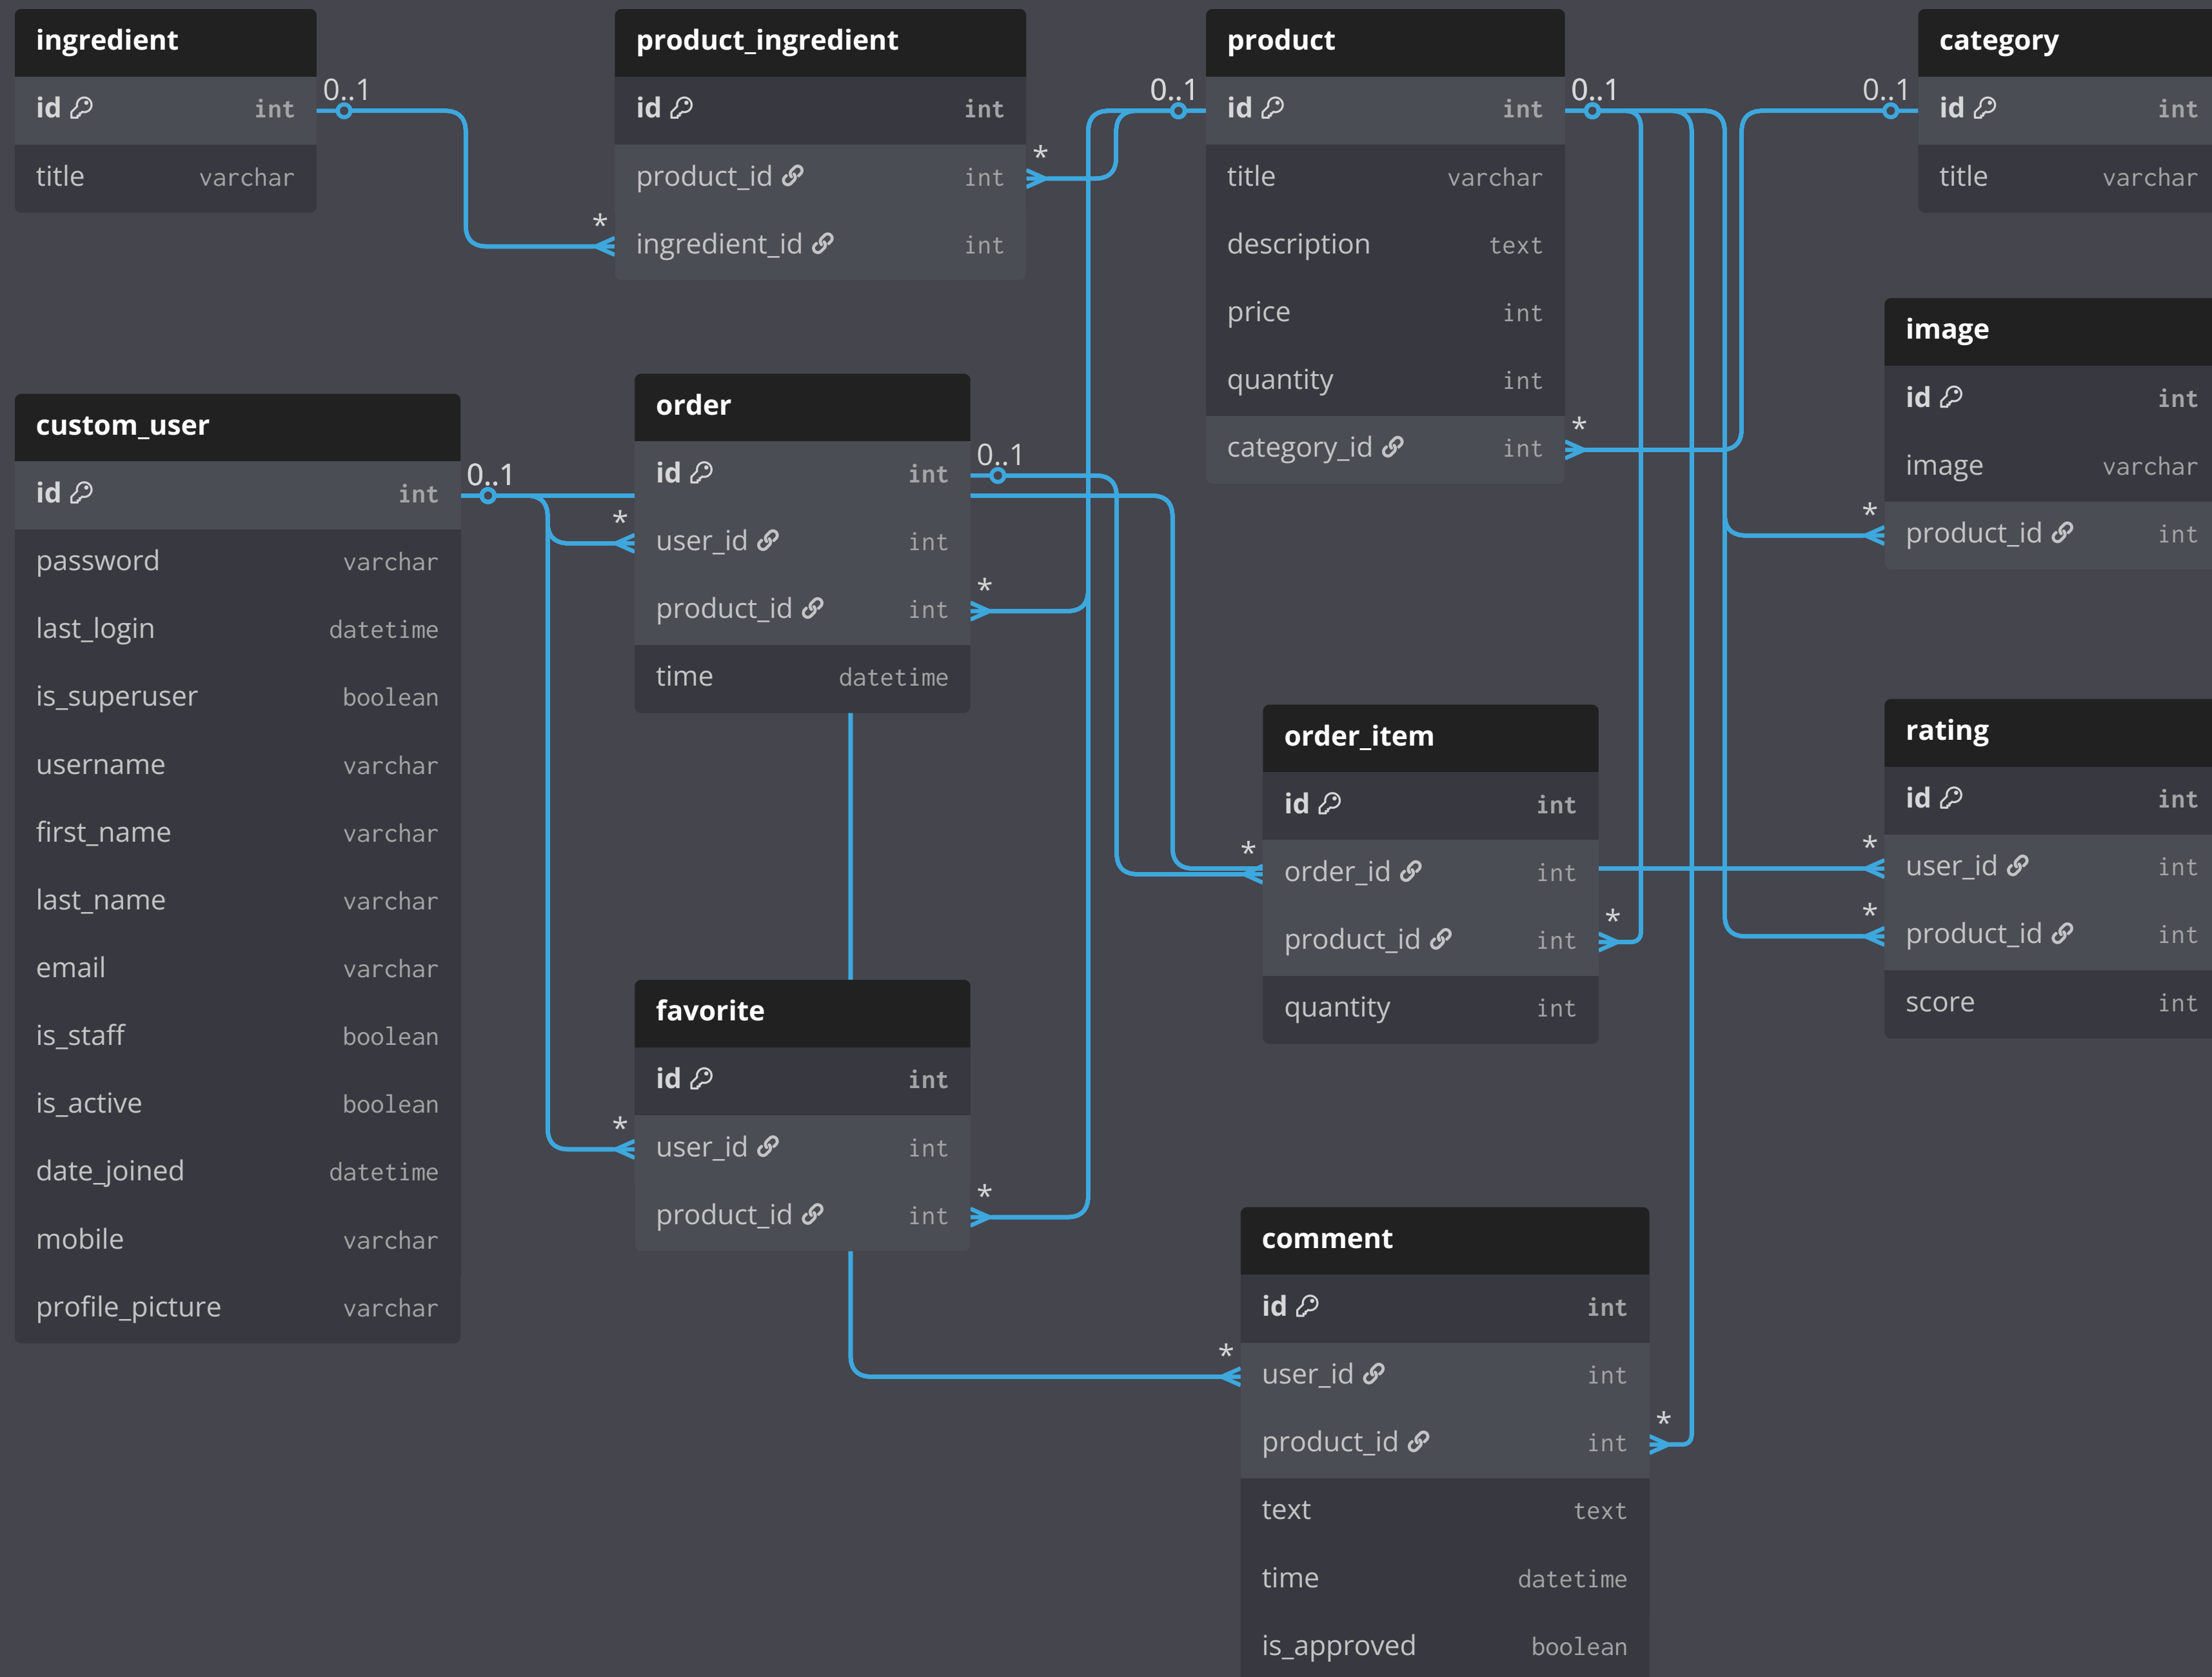 ingredient
id int
title varchar
0..1
*
product_ingredient
id int
product_id int
ingredient_id int
*
0..1
product
id int
title varchar
description text
price int
quantity int
category_id int
0..1
*
0..1
category
id int
title varchar
image
id int
image varchar
product_id int
*
custom_user
id int
password varchar
last_login datetime
is_superuser boolean
username varchar
first_name varchar
last_name varchar
email varchar
is_staff boolean
is_active boolean
date_joined datetime
mobile varchar
profile_picture varchar
0..1
*
order
id int
user_id int
product_id int
time datetime
0..1
*
order_item
id int
order_id int
product_id int
quantity int
*
*
rating
id int
user_id int
product_id int
score int
*
*
favorite
id int
user_id int
product_id int
*
*
comment
id int
user_id int
product_id int
text text
time datetime
is_approved boolean
*
*